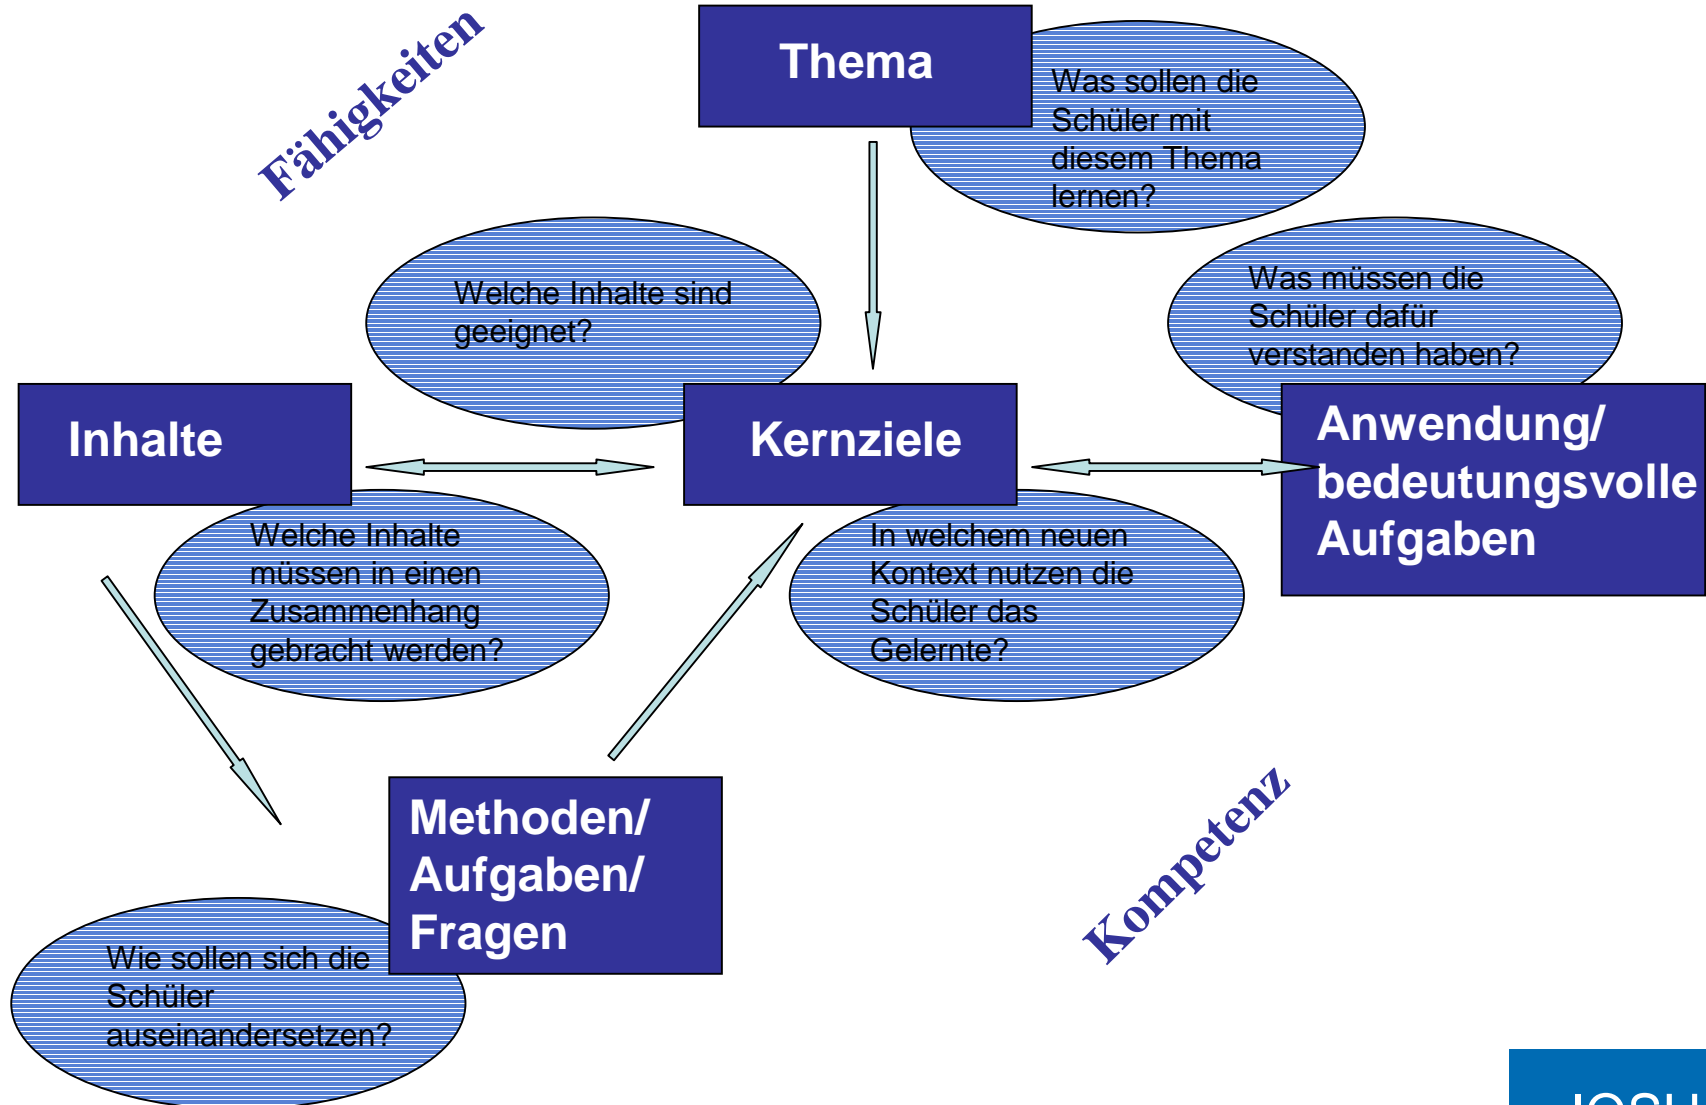 Fähigkeiten
Thema
Was sollen die
Schüler mit
diesem Thema
lernen?
Welche Inhalte sind
geeignet?
Was müssen die
Schüler dafür
verstanden haben?
Inhalte
Kernziele
Anwendung/
bedeutungsvolle
Aufgaben
Welche Inhalte
müssen in einen
Zusammenhang
gebracht werden?
In welchem neuen
Kontext nutzen die
Schüler das
Gelernte?
Methoden/
Aufgaben/
Fragen
Kompetenz
Wie sollen sich die
Schüler
auseinandersetzen?